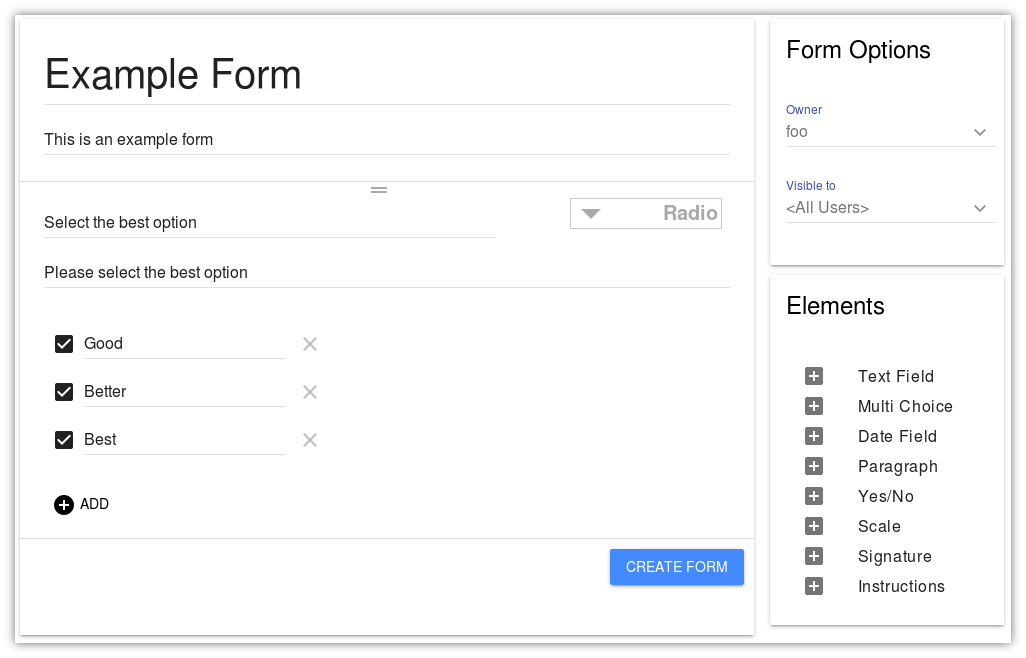 Example Form
This is an example form
Select the best option
Radio
Please select the best option
Good
Better
Best
ADD
CREATE FORM
Form Options
Owner
foo
Visible to
<All Users>
Elements
Text Field
Multi Choice
Date Field
Paragraph
Yes/No
Scale
Signature
Instructions